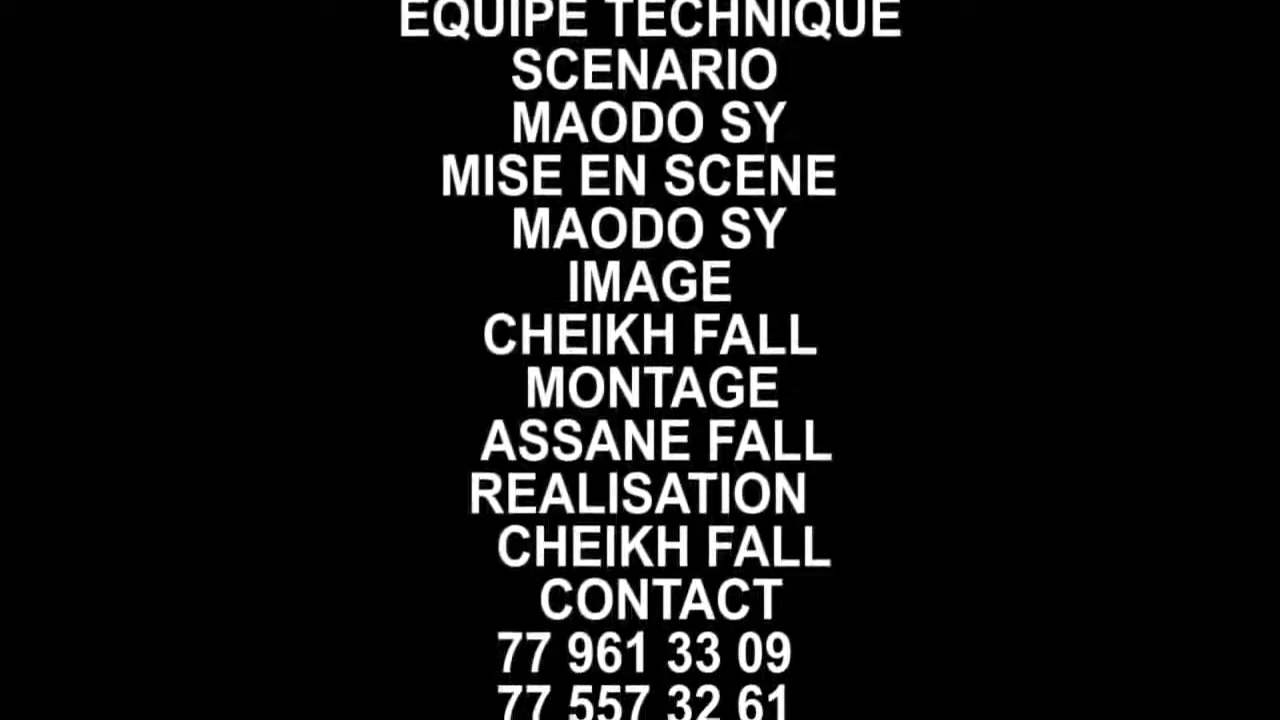 EQUIPE TECHNIQUE
SCENARIO
MAODO SY
MISE EN SCENE
MAODO SY
IMAGE
CHEIKH FALL
MONTAGE
ASSANE FALL
REALISATION
CHEIKH FALL
CONTACT
77 961 33 09
77 557 32 61